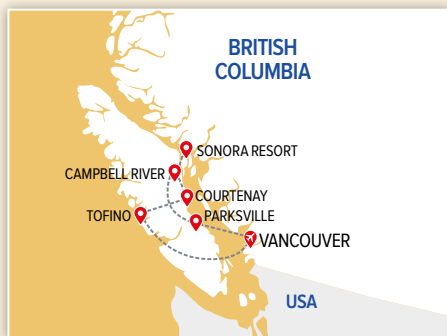 BRITISH
COLUMBIA
SONORA RESORT
CAMPBELL RIVER
COURTENAY
TOFINO
PARKSVILLE
VANCOUVER
USA